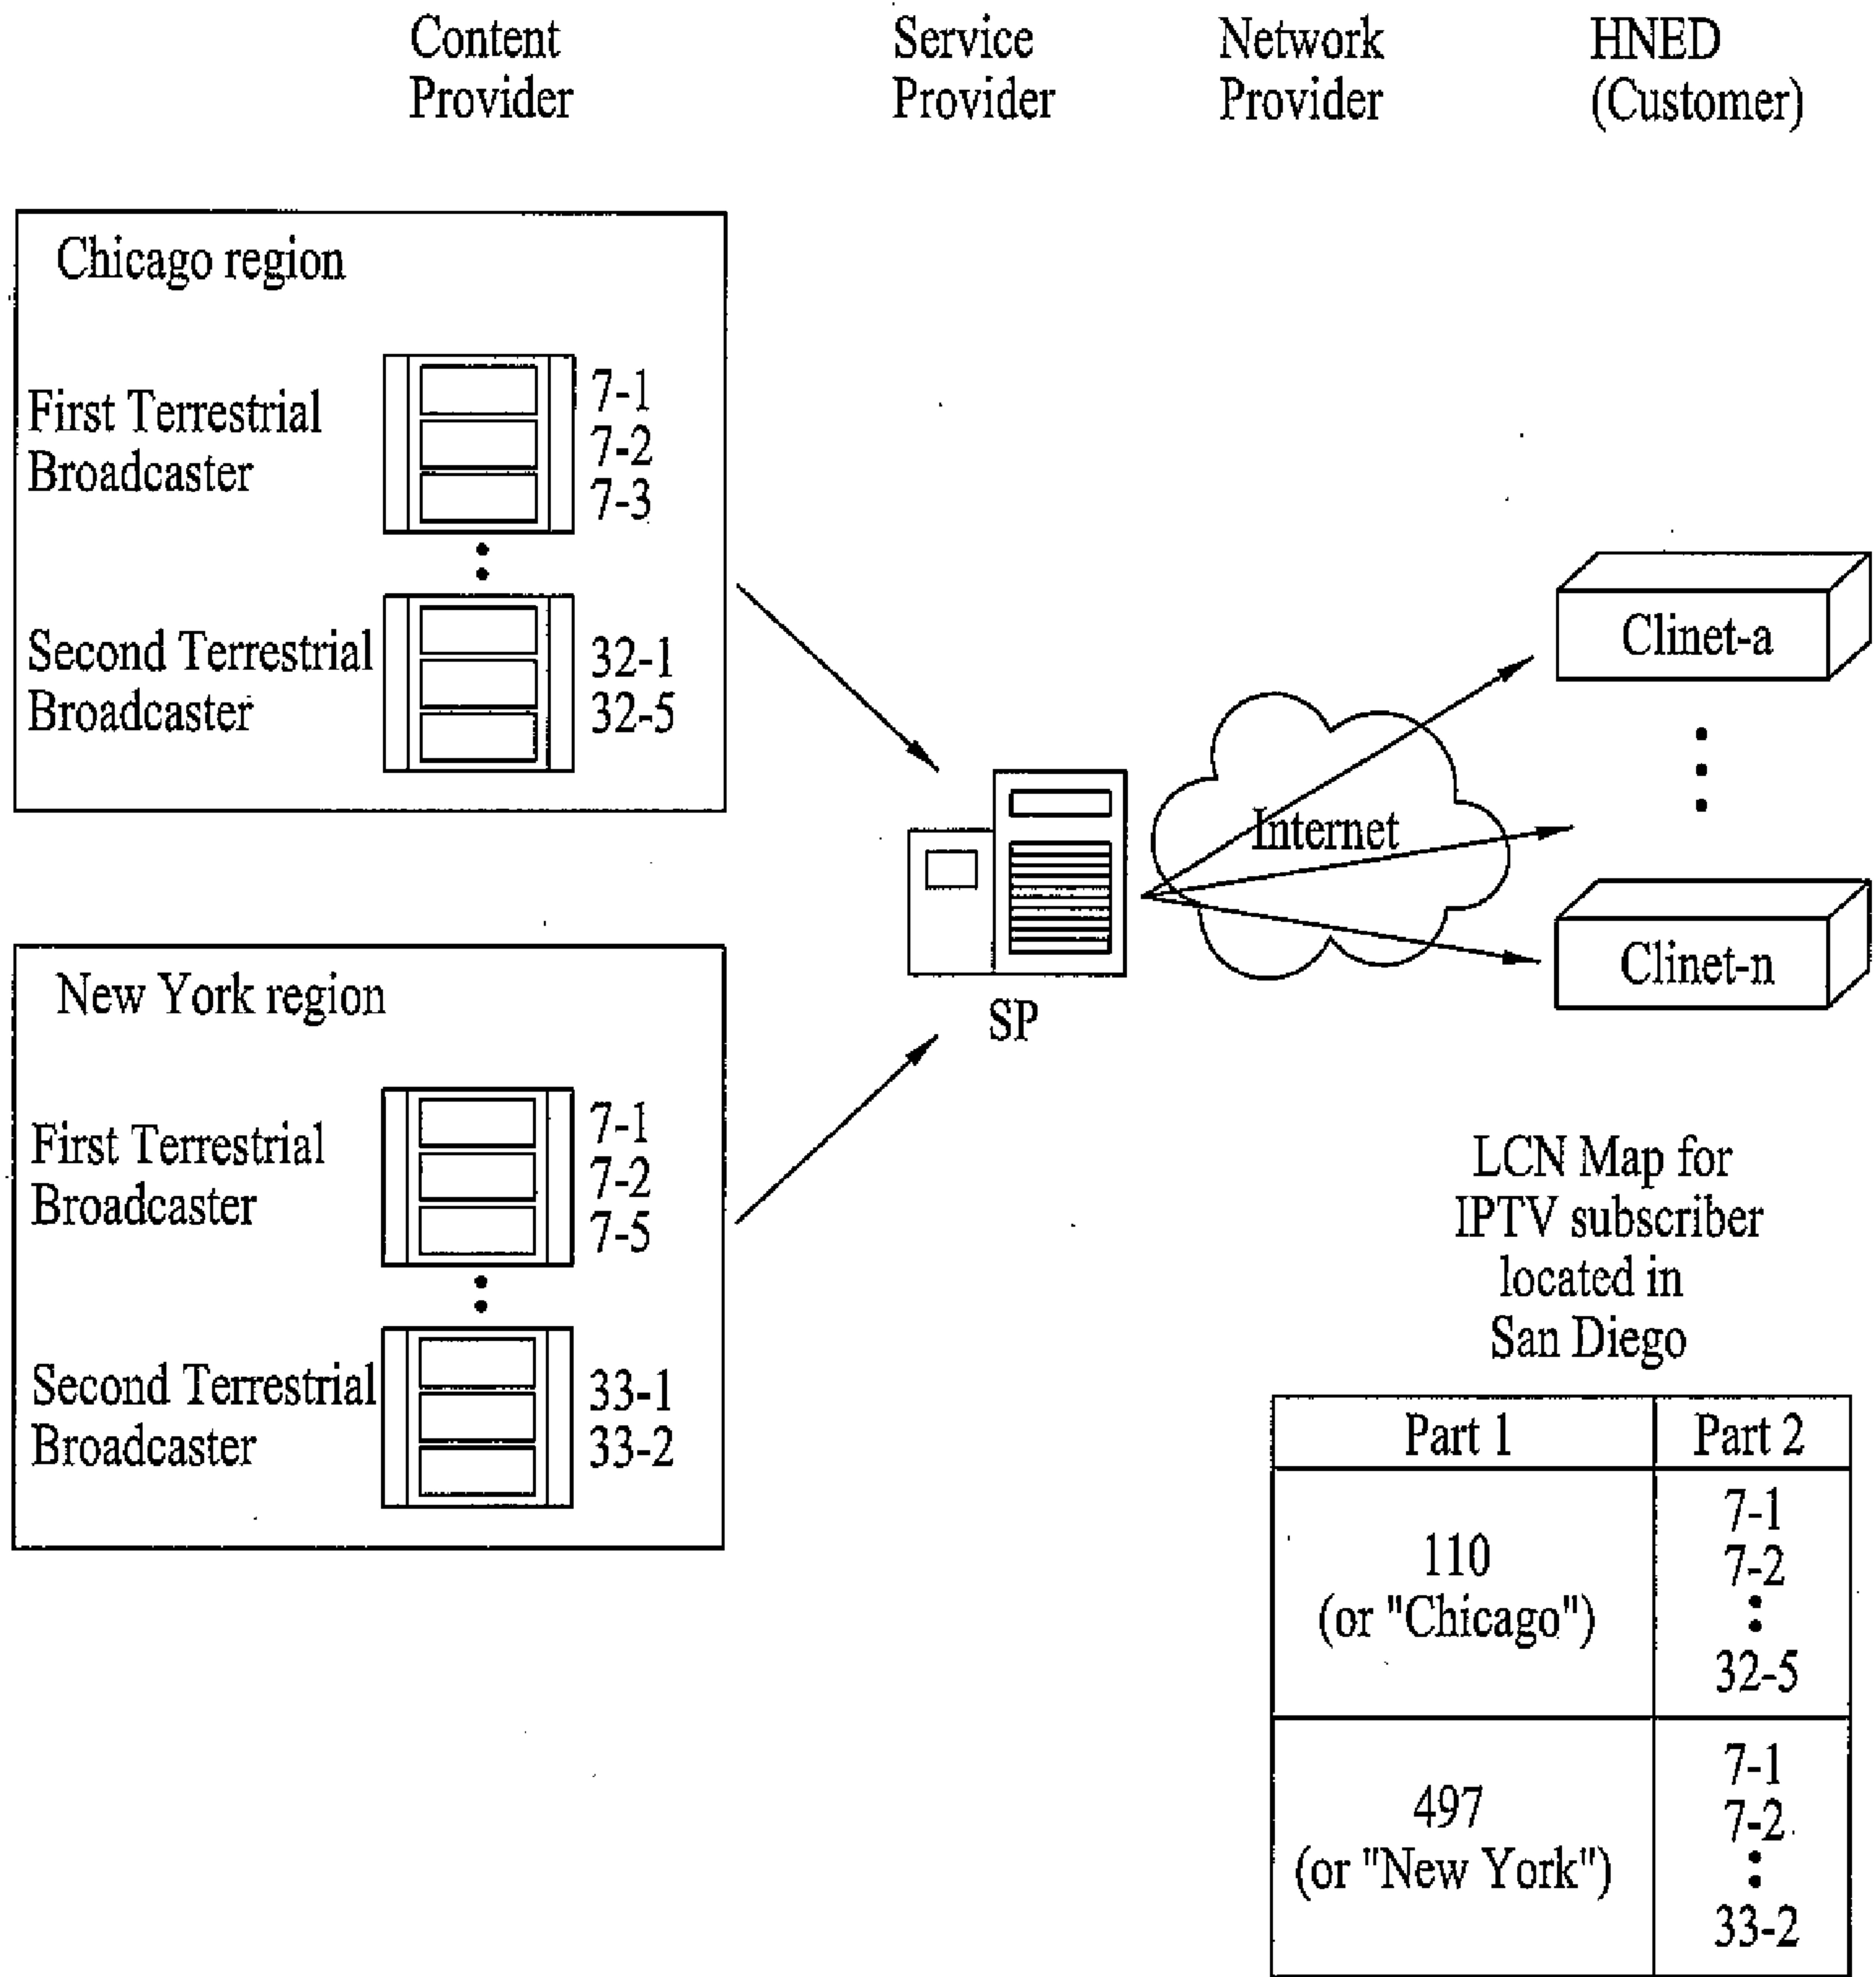 Content
Provider
Service
Provider
Network
Provider
HNED
(Customer)
Chicago region
First Terrestrial
Broadcaster
7-1
7-2
7-3
Second Terrestrial
Broadcaster
32-1
32-5
New York region
First Terrestrial
Broadcaster
7-1
7-2
7-5
Second Terrestrial
Broadcaster
33-1
33-2
SP
Internet
Clinet-a
Clinet-n
LCN Map for
IPTV subscriber
located in
San Diego
Part 1
Part 2
110
(or "Chicago")
7-1
7-2
32-5
497
(or "New York")
7-1
7-2
33-2